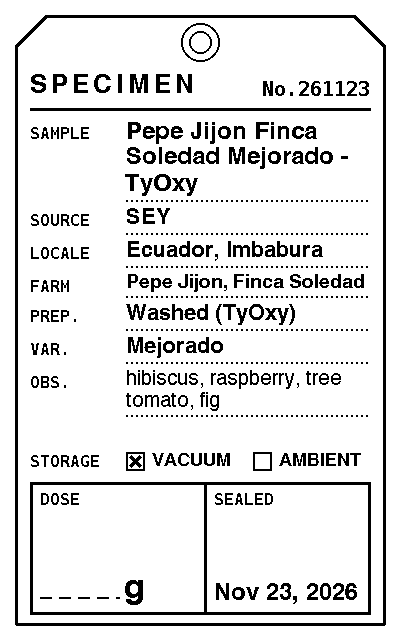 SPECIMEN No.261123
SAMPLE Pepe Jijon Finca
Soledad Mejorado -
TyOxy
SOURCE SEY
LOCALE Ecuador, Imbabura
FARM Pepe Jijon, Finca Soledad
PREP. Washed (TyOxy)
VAR. Mejorado
OBS. hibiscus, raspberry, tree
tomato, fig
STORAGE VACUUM AMBIENT
DOSE SEALED
_____g Nov 23, 2026